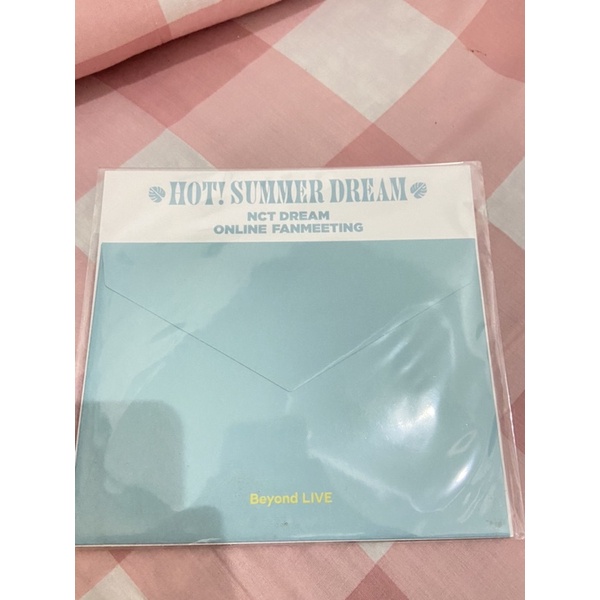 HOT! SUMMER DREAM
NCT DREAM
ONLINE FANMEETING
Beyond LIVE